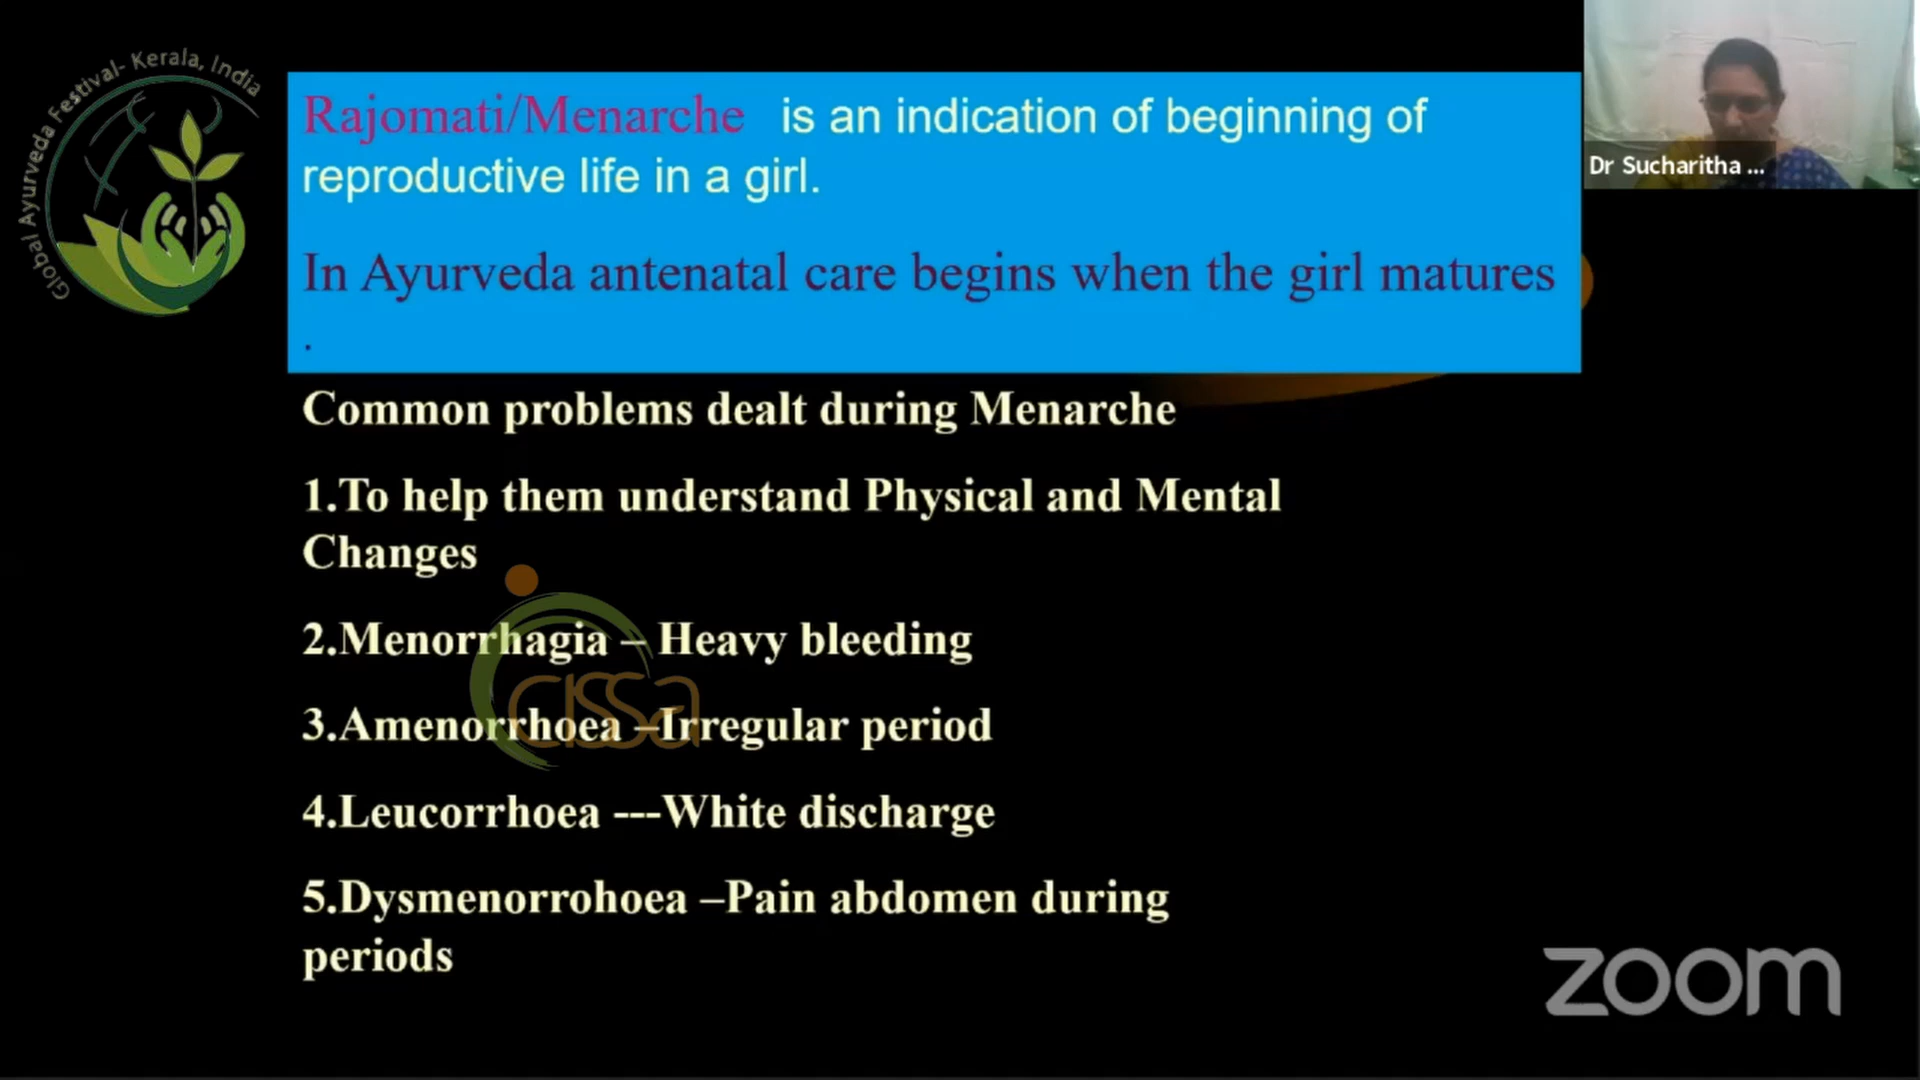 Global Ayurveda Festival- Kerala, India
Rajomati/Menarche is an indication of beginning of
reproductive life in a girl.
In Ayurveda antenatal care begins when the girl matures
.
Dr Sucharitha ...
Common problems dealt during Menarche
1.To help them understand Physical and Mental
Changes
2.Menorrhagia – Heavy bleeding
3.Amenorrhoea –Irregular period
4.Leucorrhoea ---White discharge
5.Dysmenorrohoea –Pain abdomen during
periods
cissa
zoom